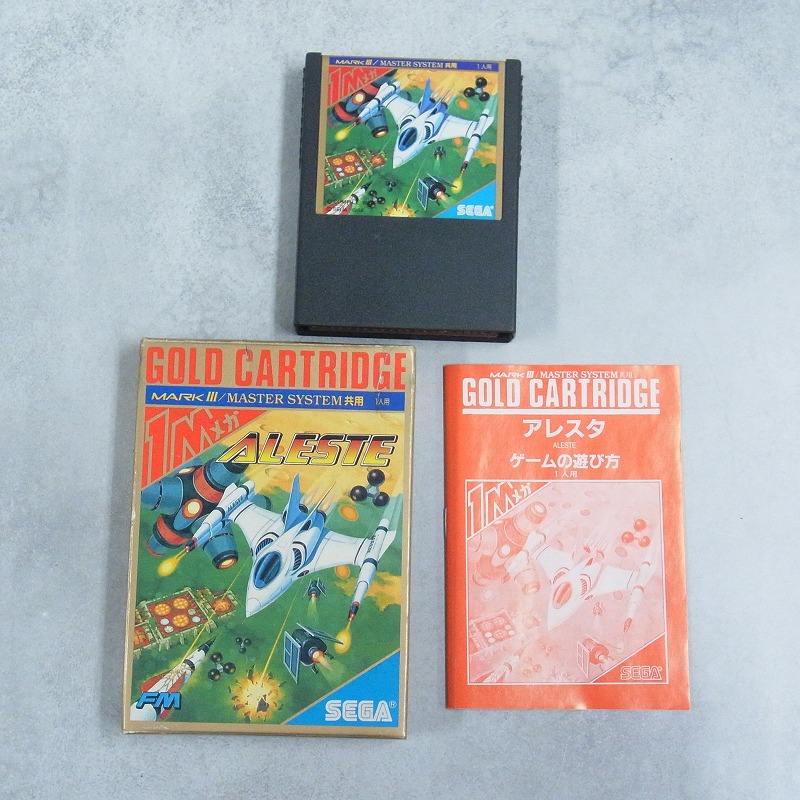 MARK III / MASTER SYSTEM 共用 1人用
1Mメガ
SEGA
GOLD CARTRIDGE
MARK III / MASTER SYSTEM 共用 1人用
1Mメガ
ALESTE
FM
SEGA®
MARK III / MASTER SYSTEM 共用
GOLD CARTRIDGE
アレスタ
ALESTE
ゲームの遊び方
1人用
1Mメガ
SEGA®